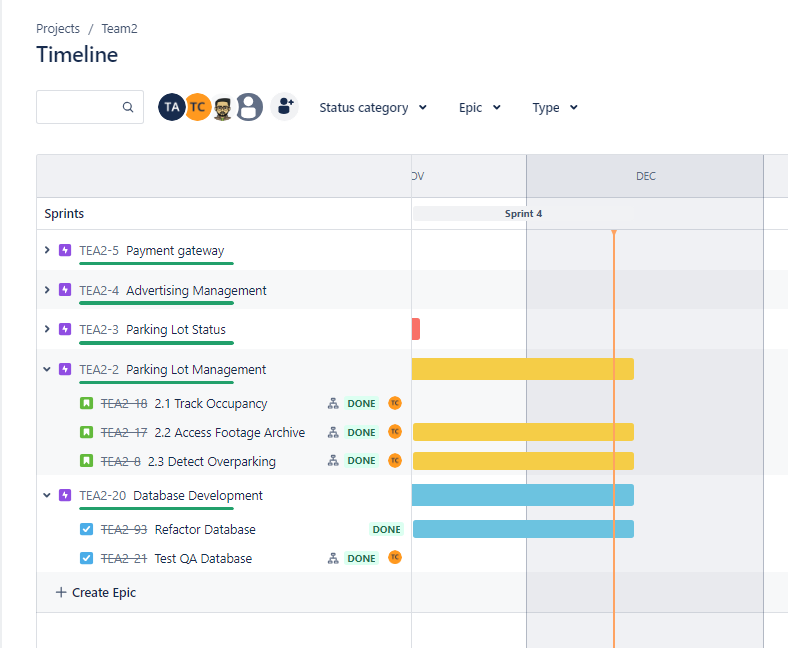 Projects / Team2
Timeline
TA TC Status category Epic Type
OV DEC
Sprints Sprint 4
TEA2-5 Payment gateway
TEA2-4 Advertising Management
TEA2-3 Parking Lot Status
TEA2-2 Parking Lot Management
TEA2-18 2.1 Track Occupancy DONE TC
TEA2-17 2.2 Access Footage Archive DONE TC
TEA2-8 2.3 Detect Overparking DONE TC
TEA2-20 Database Development
TEA2-93 Refactor Database DONE
TEA2-21 Test QA Database DONE TC
+ Create Epic